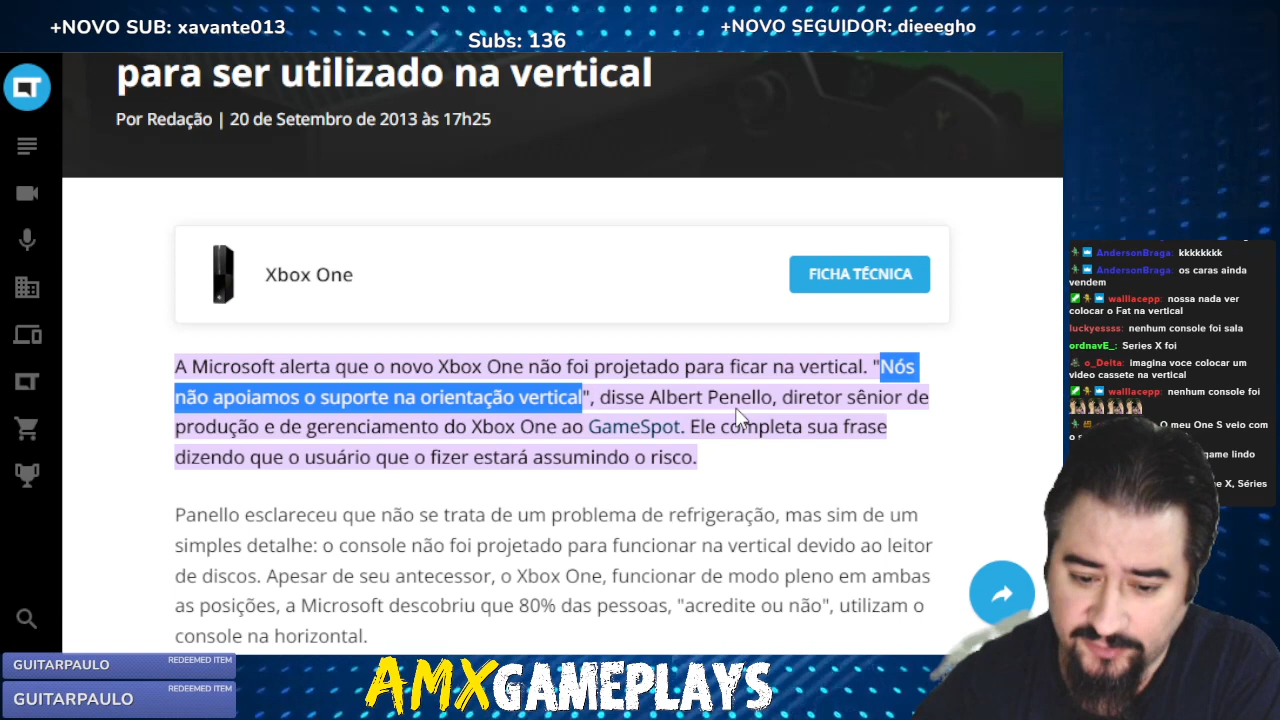 +NOVO SUB: xavante013
Subs: 136
+NOVO SEGUIDOR: dieeegho
para ser utilizado na vertical
Por Redação | 20 de Setembro de 2013 às 17h25
Xbox One
FICHA TÉCNICA
A Microsoft alerta que o novo Xbox One não foi projetado para ficar na vertical. "Nós
não apoiamos o suporte na orientação vertical", disse Albert Penello, diretor sênior de
produção e de gerenciamento do Xbox One ao GameSpot. Ele completa sua frase
dizendo que o usuário que o fizer estará assumindo o risco.
Panello esclareceu que não se trata de um problema de refrigeração, mas sim de um
simples detalhe: o console não foi projetado para funcionar na vertical devido ao leitor
de discos. Apesar de seu antecessor, o Xbox One, funcionar de modo pleno em ambas
as posições, a Microsoft descobriu que 80% das pessoas, "acredite ou não", utilizam o
console na horizontal.
AndersonBraga: kkkkkkkk
AndersonBraga: os caras ainda
vendem
walllacepp: nossa nada ver
colocar o Fat na vertical
luckyessss: nenhum console foi sala
ordnavE_: Series X foi
o_Delta: imagina voce colocar um
video cassete na vertical
walllacepp: nenhum console foi
O meu One S veio com
o s
game lindo
e X, Séries
GUITARPAULO
REDEEMED ITEM
GUITARPAULO
REDEEMED ITEM
AMXGAMEPLAYS